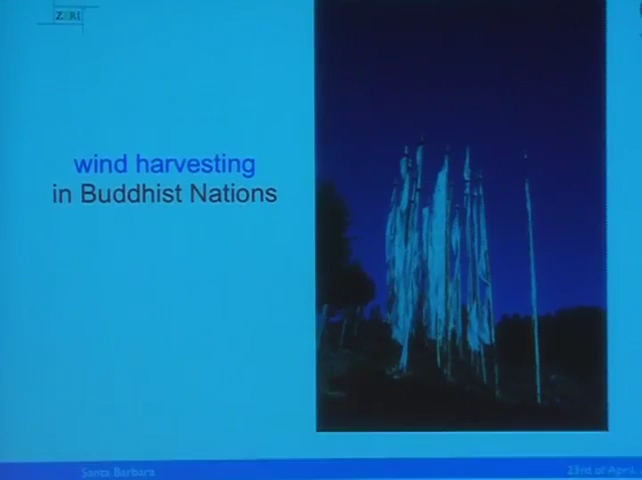 ZERI
wind harvesting
in Buddhist Nations
Santa Barbara
23rd of April